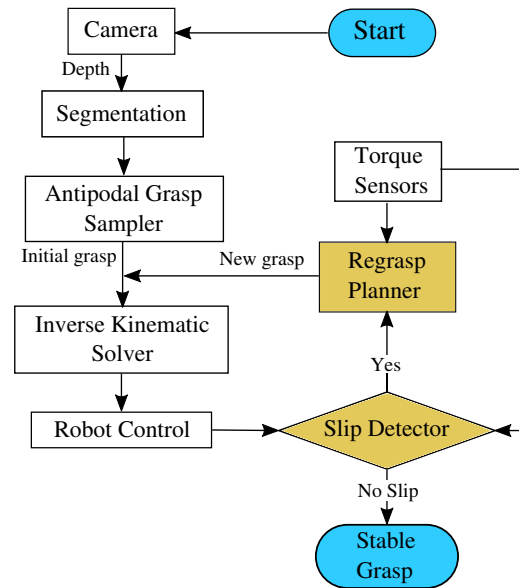 Camera
Start
Depth
Segmentation
Torque
Sensors
Antipodal Grasp
Sampler
Initial grasp
New grasp
Regrasp
Planner
Inverse Kinematic
Solver
Yes
Robot Control
Slip Detector
No Slip
Stable
Grasp